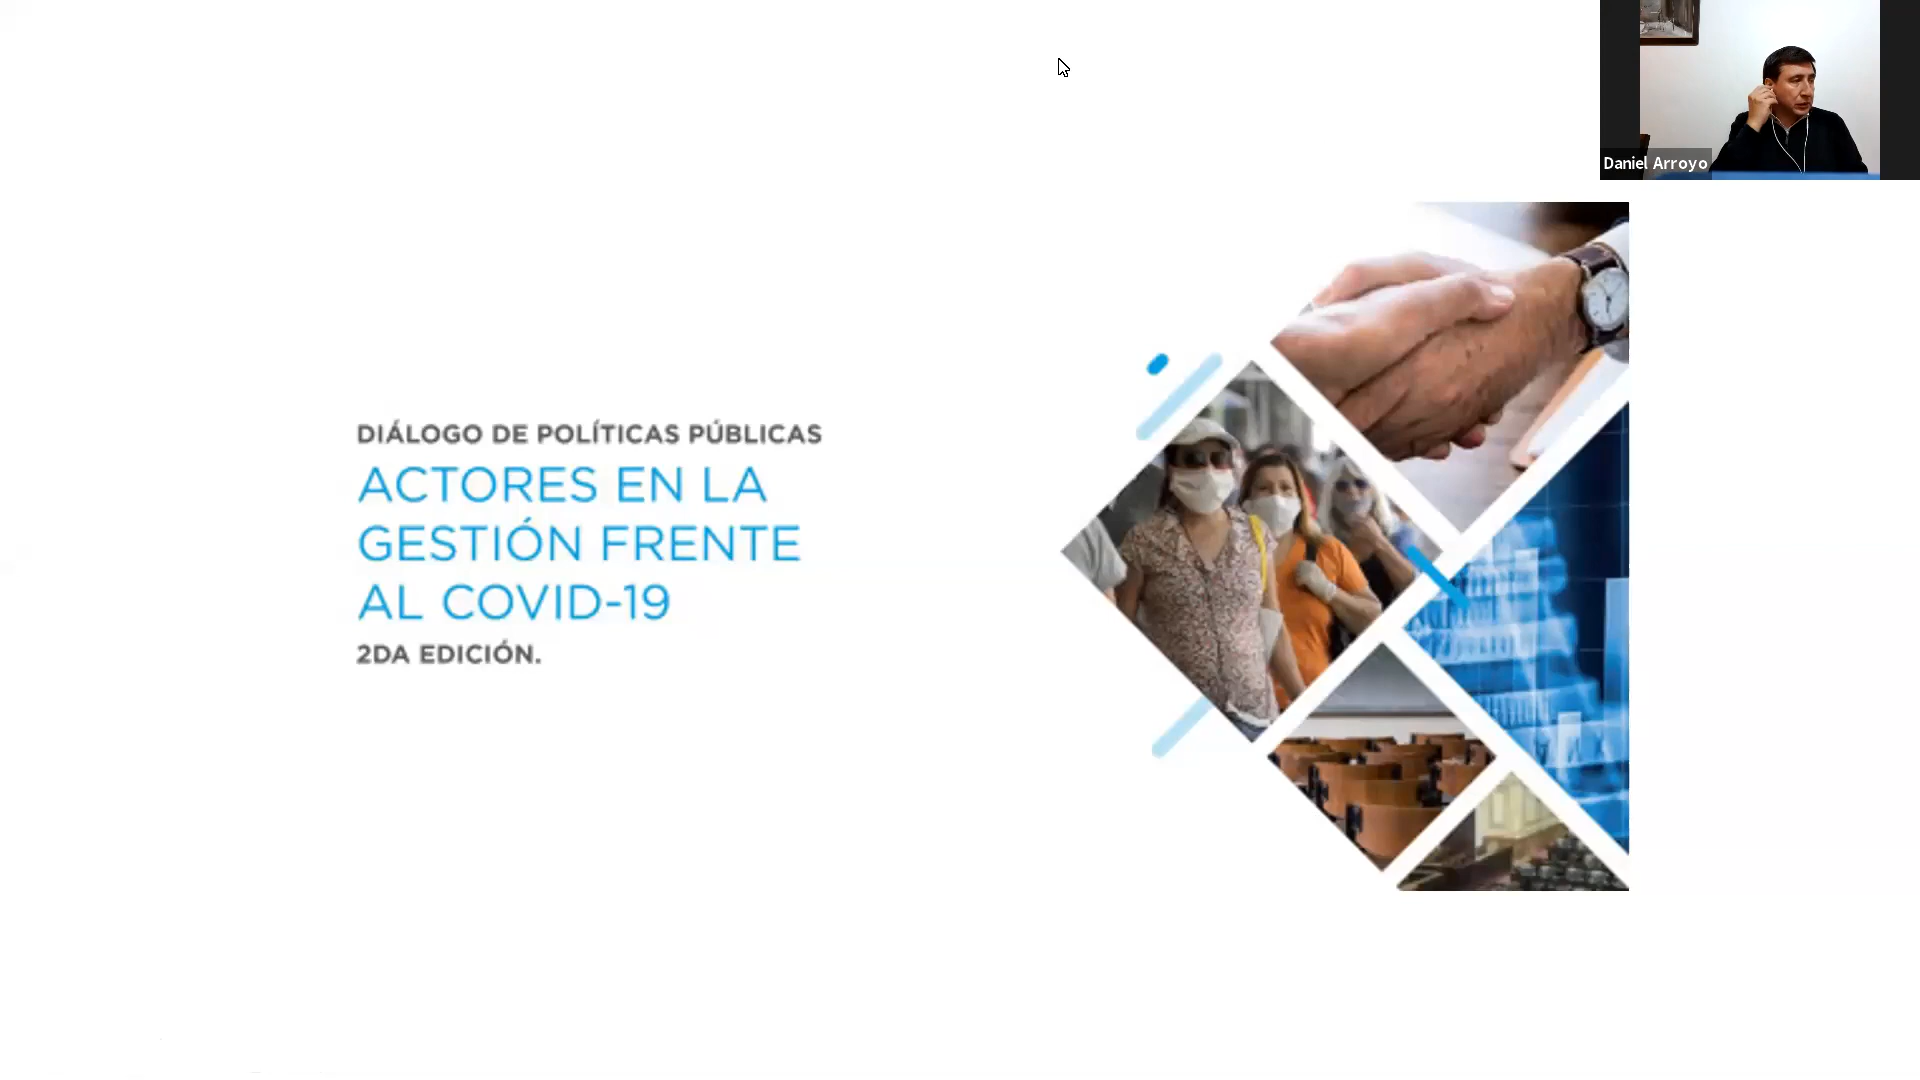 Daniel Arroyo
DIÁLOGO DE POLÍTICAS PÚBLICAS
ACTORES EN LA
GESTIÓN FRENTE
AL COVID-19
2DA EDICIÓN.